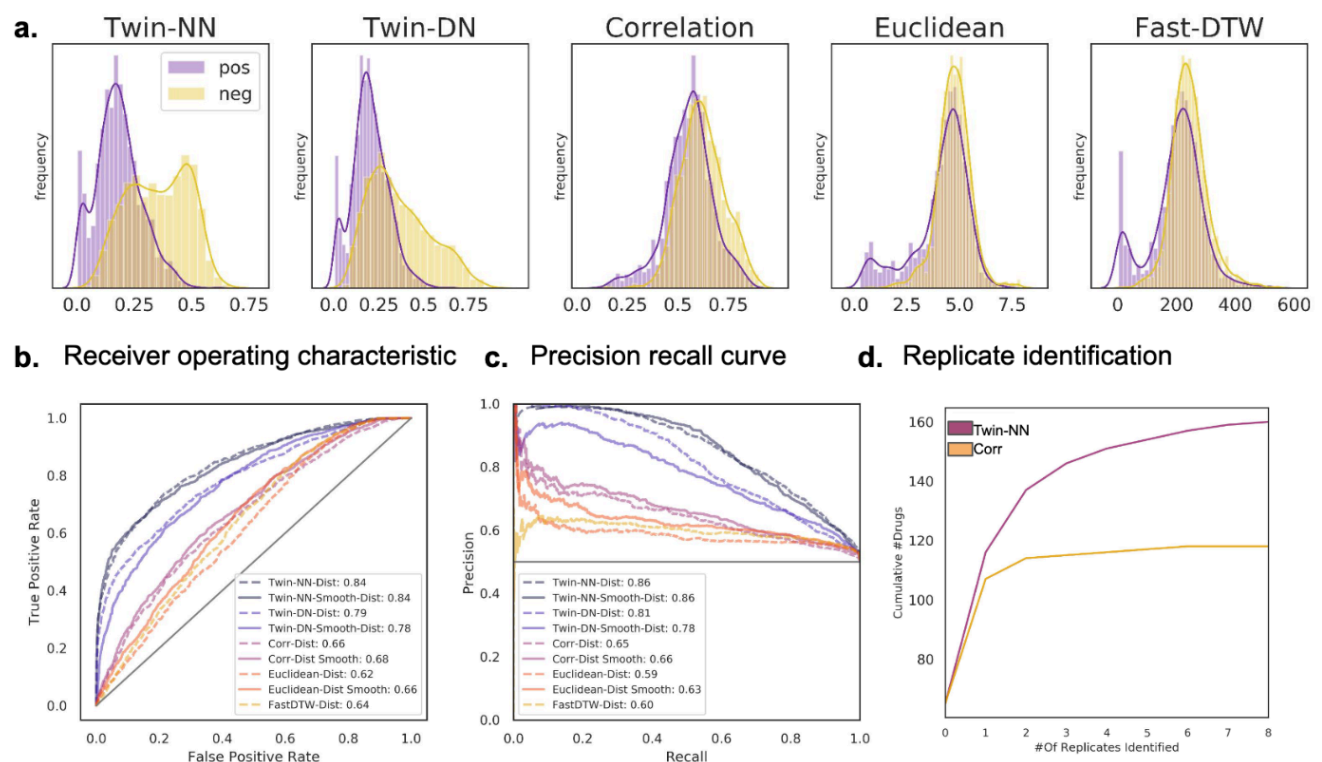 a. Twin-NN Twin-DN Correlation Euclidean Fast-DTW
pos
neg
frequency frequency frequency frequency frequency
0.0 0.25 0.5 0.75 0.0 0.25 0.5 0.75 0.0 0.25 0.5 0.75 0.0 2.5 5.0 7.5 0 200 400 600
b. Receiver operating characteristic
True Positive Rate
1.0
0.8
0.6
0.4
0.2
0.0
Twin-NN-Dist: 0.84
Twin-NN-Smooth-Dist: 0.84
Twin-DN-Dist: 0.79
Twin-DN-Smooth-Dist: 0.78
Corr-Dist: 0.66
Corr-Dist Smooth: 0.68
Euclidean-Dist: 0.62
Euclidean-Dist Smooth: 0.66
FastDTW-Dist: 0.64
0.0 0.2 0.4 0.6 0.8 1.0
False Positive Rate
c. Precision recall curve
Precision
1.0
0.8
0.6
0.4
0.2
0.0
Twin-NN-Dist: 0.86
Twin-NN-Smooth-Dist: 0.86
Twin-DN-Dist: 0.81
Twin-DN-Smooth-Dist: 0.78
Corr-Dist: 0.65
Corr-Dist Smooth: 0.66
Euclidean-Dist: 0.59
Euclidean-Dist Smooth: 0.63
FastDTW-Dist: 0.60
0.0 0.2 0.4 0.6 0.8 1.0
Recall
d. Replicate identification
Cumulative #Drugs
160
140
120
100
80
Twin-NN
Corr
0 1 2 3 4 5 6 7 8
#Of Replicates Identified